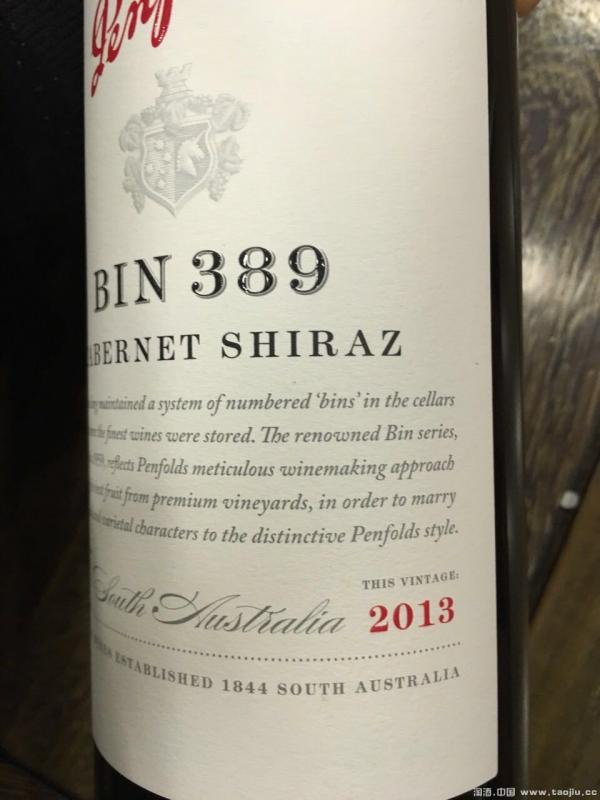 Penf
BIN 389
ABERNET SHIRAZ
maintained a system of numbered 'bins' in the cellars
the finest wines were stored. The renowned Bin series,
reflects Penfolds meticulous winemaking approach
fruit from premium vineyards, in order to marry
varietal characters to the distinctive Penfolds style.
South Australia
THIS VINTAGE:
2013
ESTABLISHED 1844 SOUTH AUSTRALIA
淘酒.中国 www.taojiu.cc